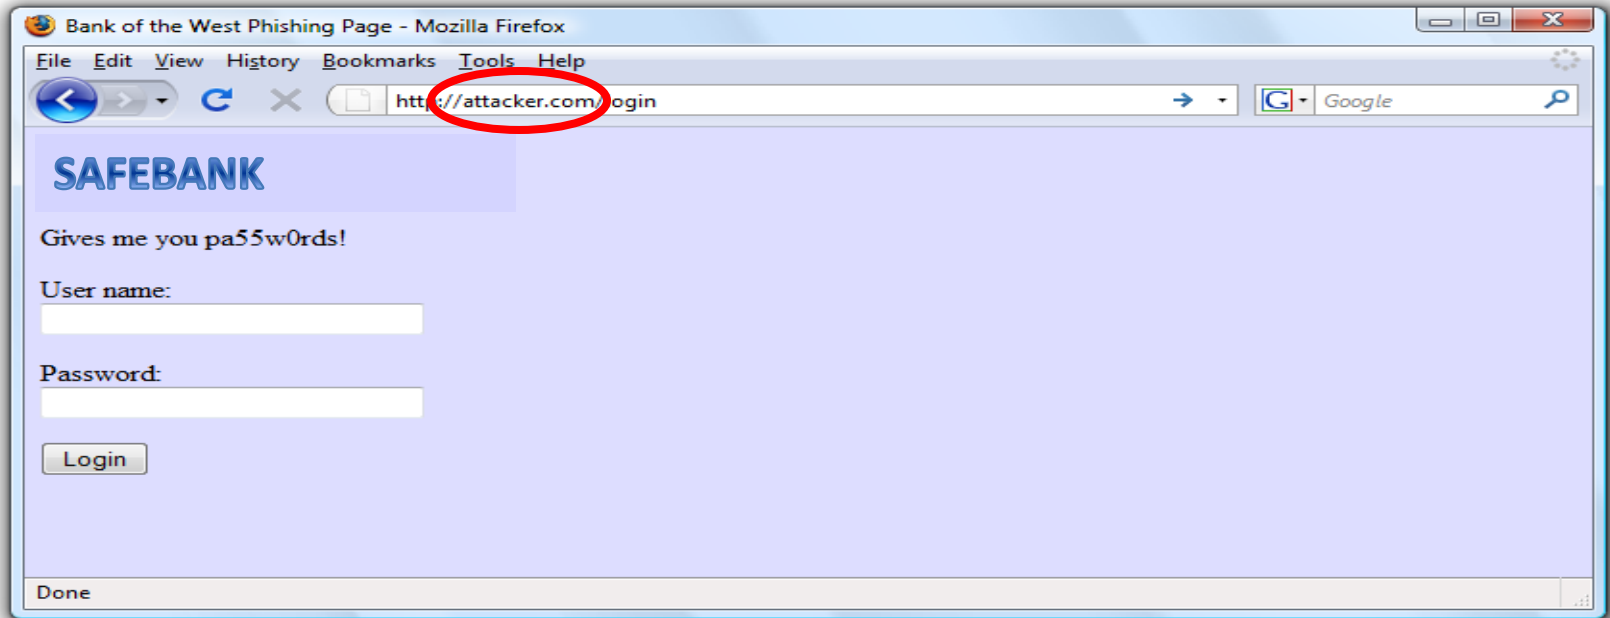 Bank of the West Phishing Page - Mozilla Firefox
File Edit View History Bookmarks Tools Help
http://attacker.com/login
Google
SAFEBANK
Gives me you pa55w0rds!
User name:
Password:
Login
Done